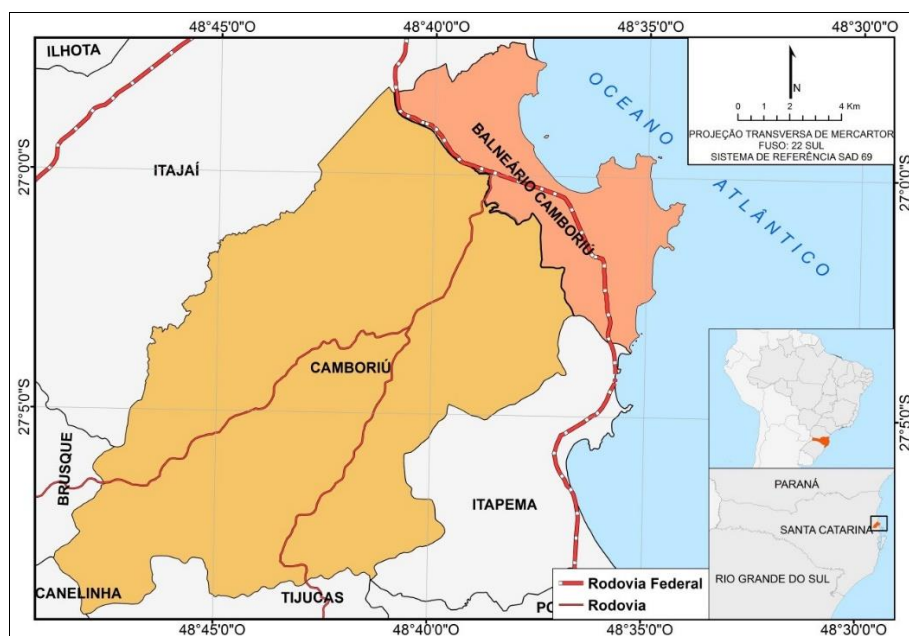 48°45'0"O
48°40'0"O
48°35'0"O
48°30'0"O
ILHOTA
ITAJAÍ
OCEANO
ATLÂNTICO
N
0 1 2 4 Km
PROJEÇÃO TRANSVERSA DE MERCARTOR
FUSO: 22 SUL
SISTEMA DE REFERÊNCIA SAD 69
27°0'0"S
27°0'0"S
BALNEÁRIO CAMBORIÚ
CAMBORIÚ
27°5'0"S
27°5'0"S
BRUSQUE
ITAPEMA
PARANÁ
SANTA CATARINA
RIO GRANDE DO SUL
CANELINHA
TIJUCAS
PO
Rodovia Federal
Rodovia
48°45'0"O
48°40'0"O
48°35'0"O
48°30'0"O